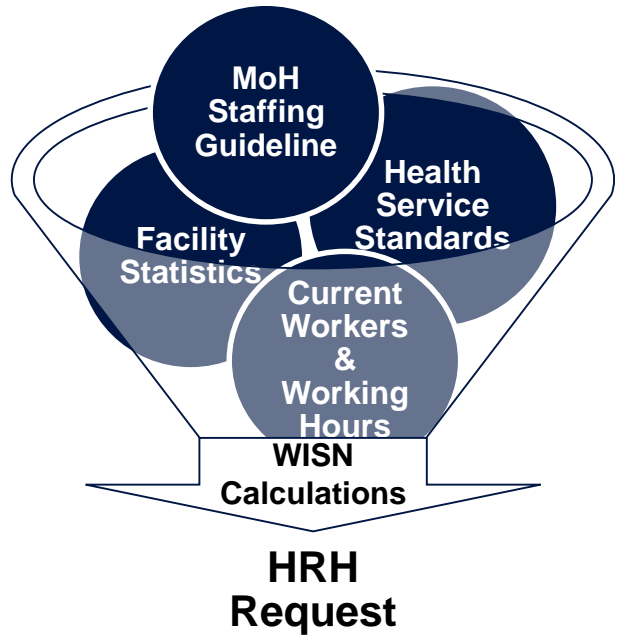 MoH
Staffing
Guideline
Health
Service
Standards
Facility
Statistics
Current
Workers
&
Working
Hours
WISN
Calculations
HRH
Request